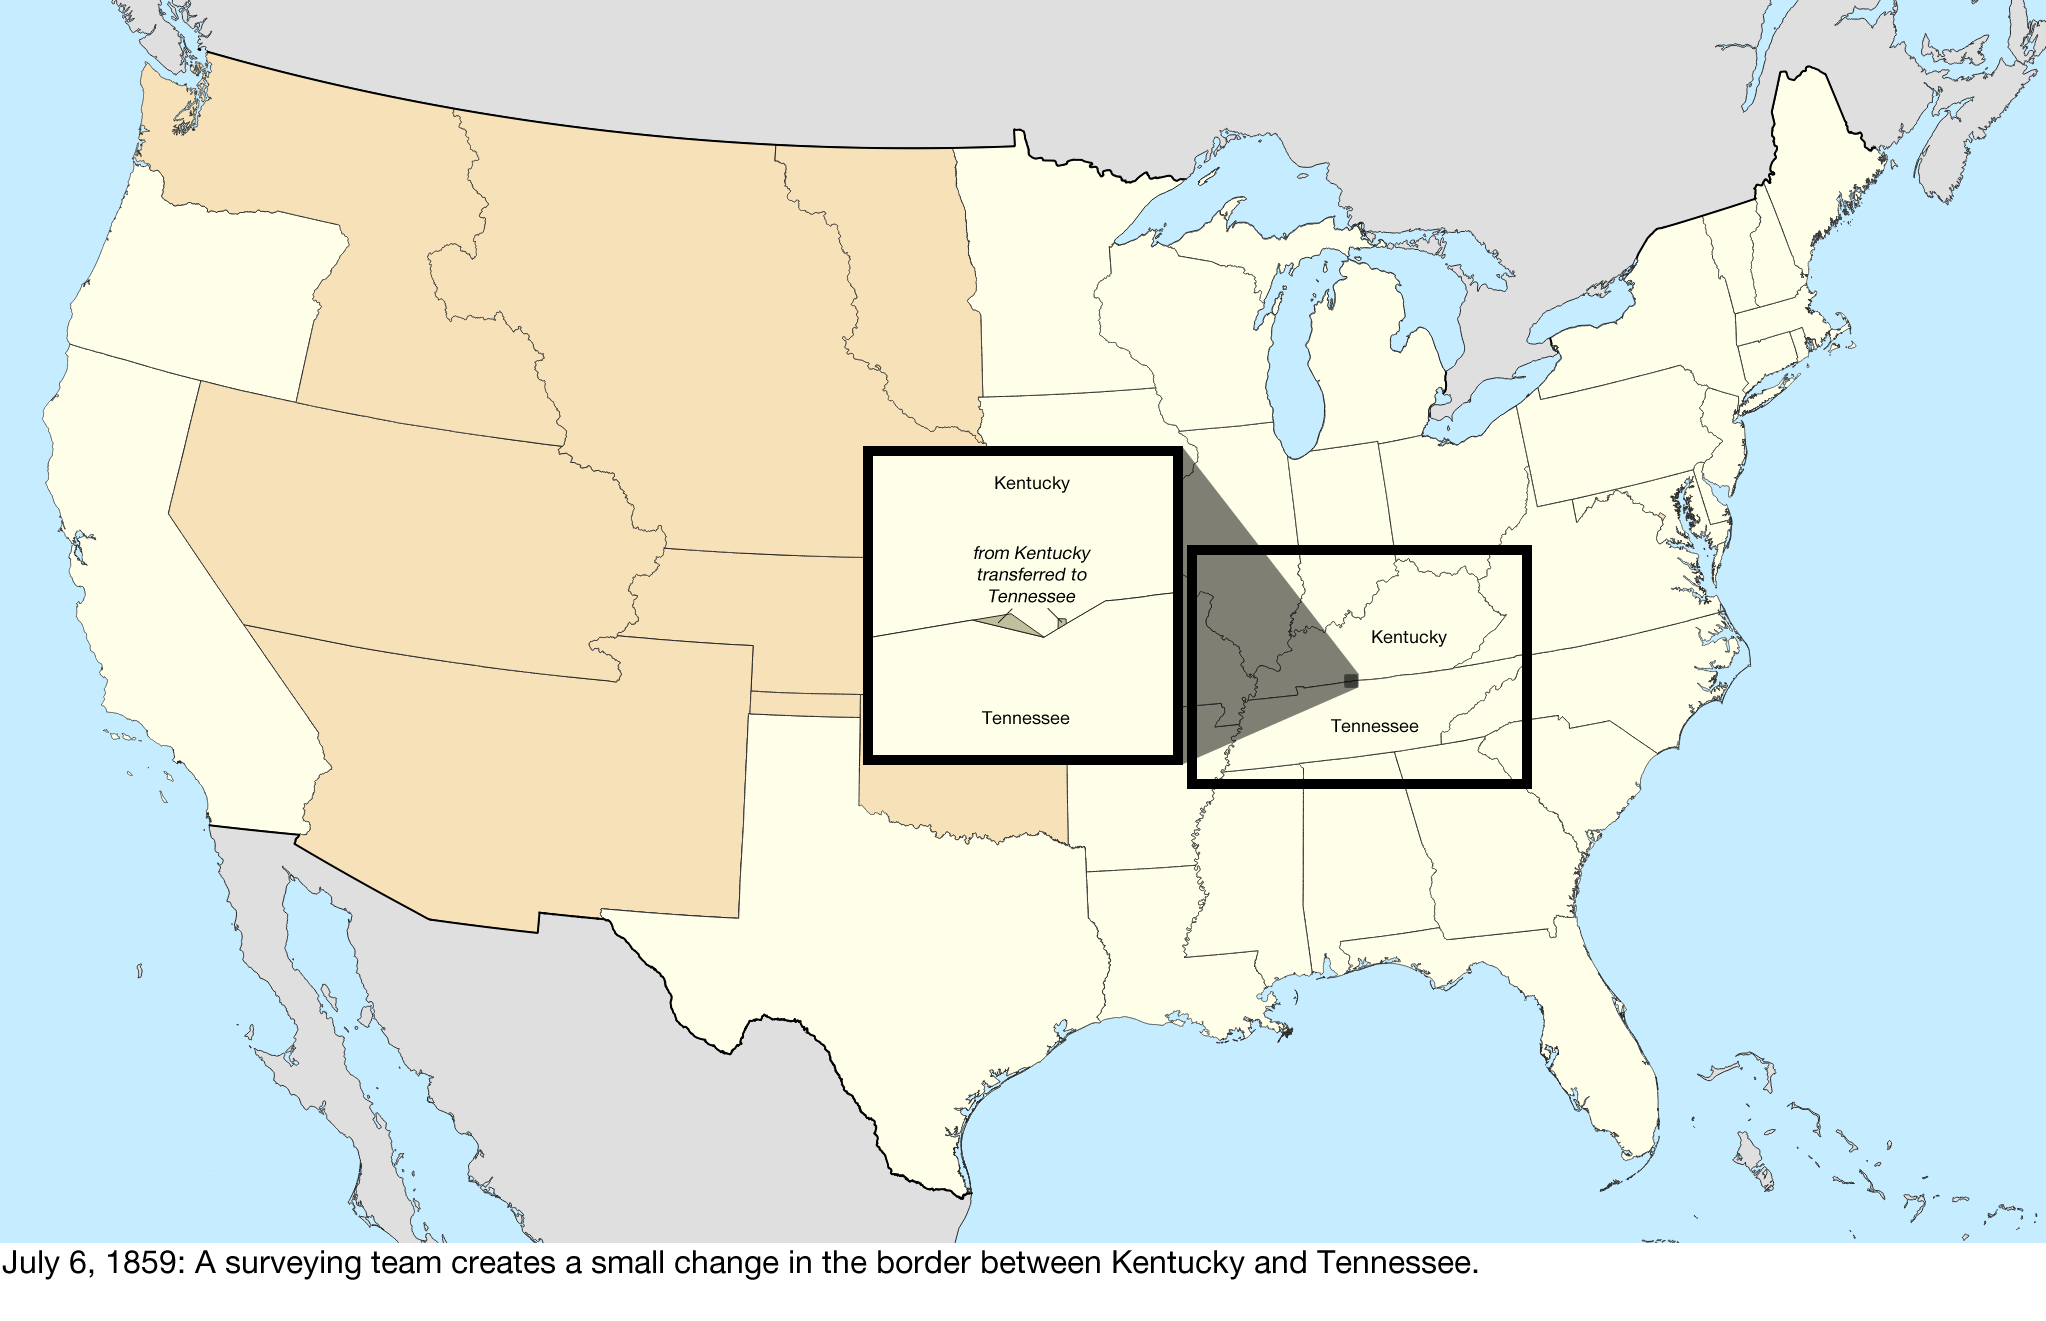 Kentucky
from Kentucky
transferred to
Tennessee
Tennessee
Kentucky
Tennessee
July 6, 1859: A surveying team creates a small change in the border between Kentucky and Tennessee.